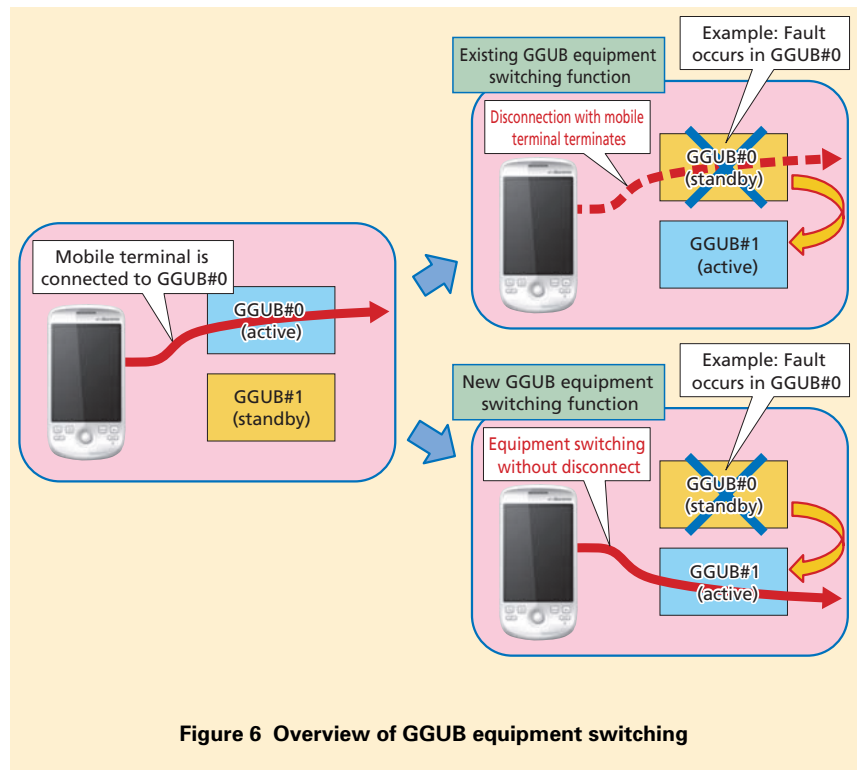 Mobile terminal is
connected to GGUB#0
GGUB#0
(active)
GGUB#1
(standby)
Existing GGUB equipment
switching function
Example: Fault
occurs in GGUB#0
Disconnection with mobile
terminal terminates
GGUB#0
(standby)
GGUB#1
(active)
New GGUB equipment
switching function
Example: Fault
occurs in GGUB#0
Equipment switching
without disconnect
GGUB#0
(standby)
GGUB#1
(active)
Figure 6 Overview of GGUB equipment switching